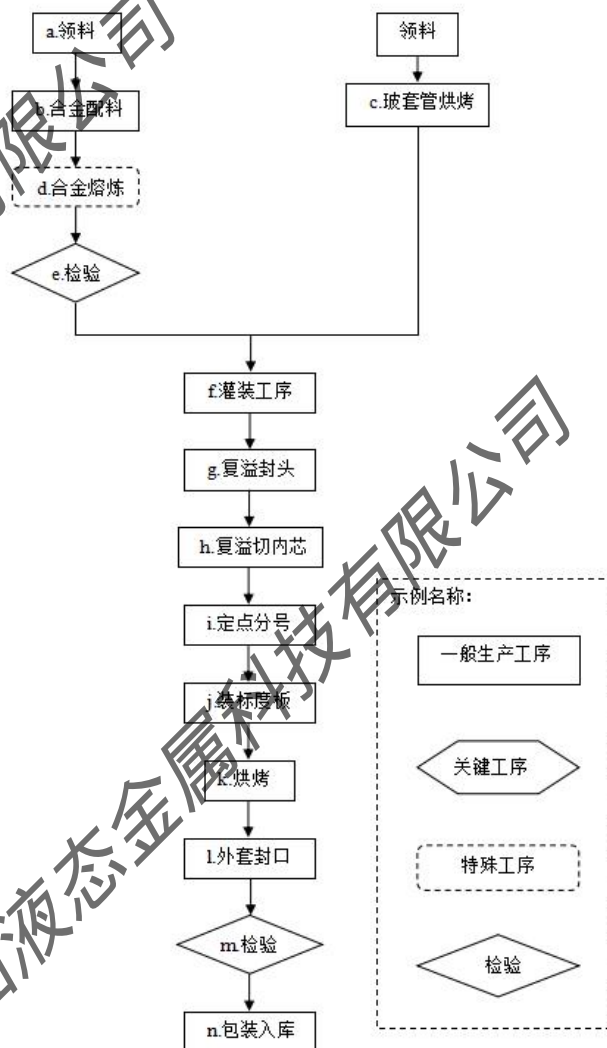 a.领料
领料
b.合金配料
c.玻套管烘烤
d.合金熔炼
e.检验
f.灌装工序
g.复溢封头
h.复溢切内芯
i.定点分号
j.装标度板
k.烘烤
l.外套封口
m.检验
n.包装入库
示例名称：
一般生产工序
关键工序
特殊工序
检验
有限公司
液态金属科技有限公司